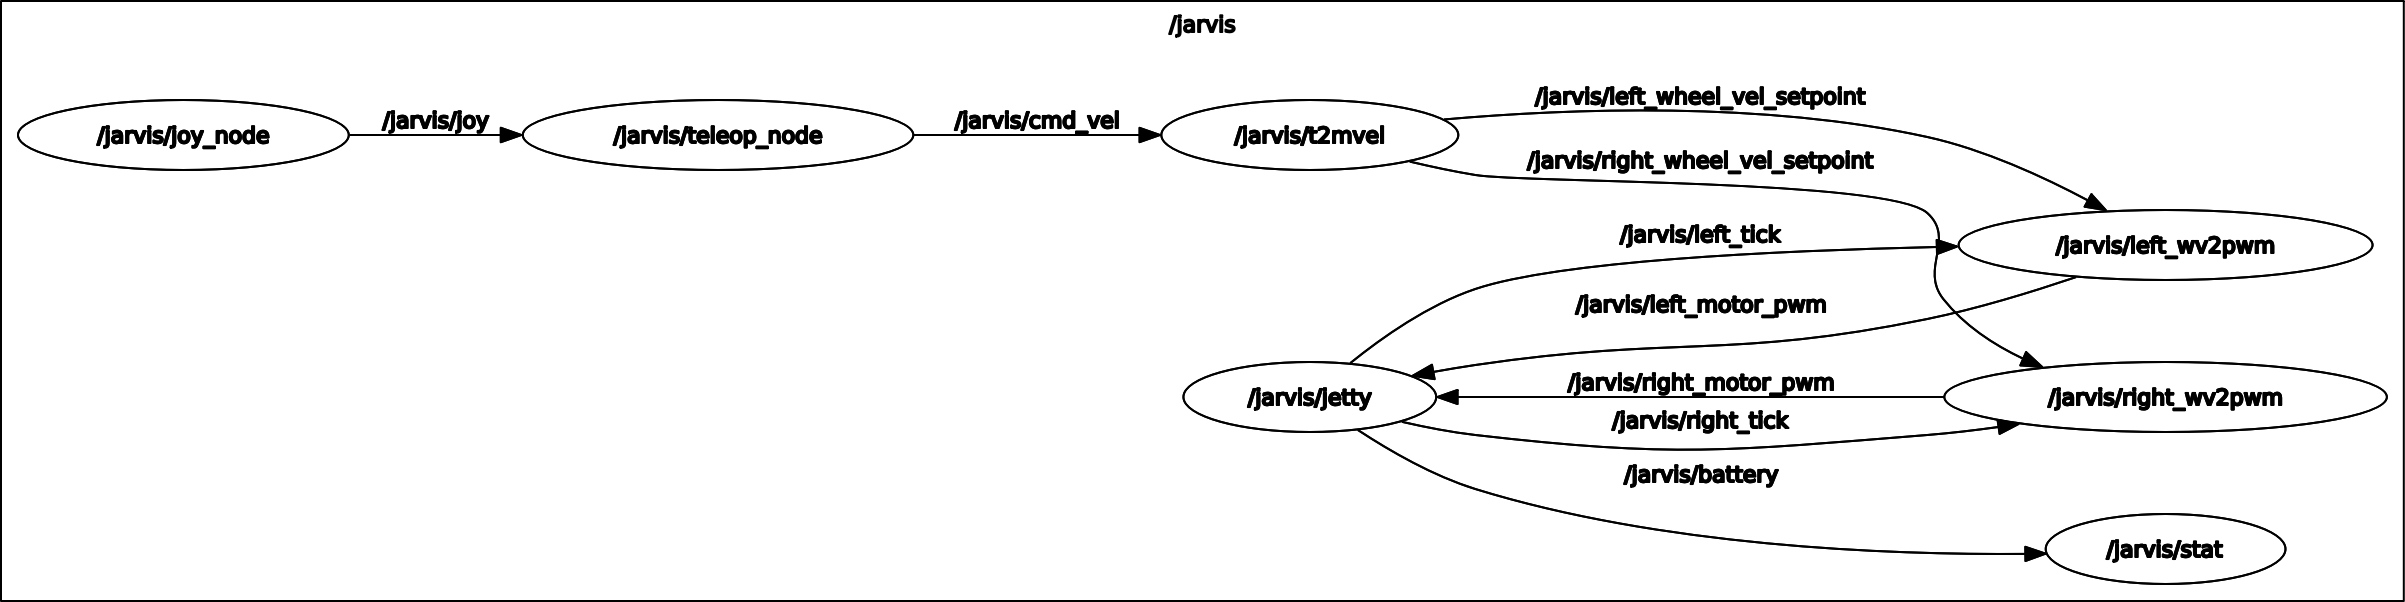 /jarvis
/jarvis/joy_node
/jarvis/joy
/jarvis/teleop_node
/jarvis/cmd_vel
/jarvis/t2mvel
/jarvis/left_wheel_vel_setpoint
/jarvis/right_wheel_vel_setpoint
/jarvis/left_tick
/jarvis/left_wv2pwm
/jarvis/left_motor_pwm
/jarvis/jetty
/jarvis/right_motor_pwm
/jarvis/right_wv2pwm
/jarvis/right_tick
/jarvis/battery
/jarvis/stat